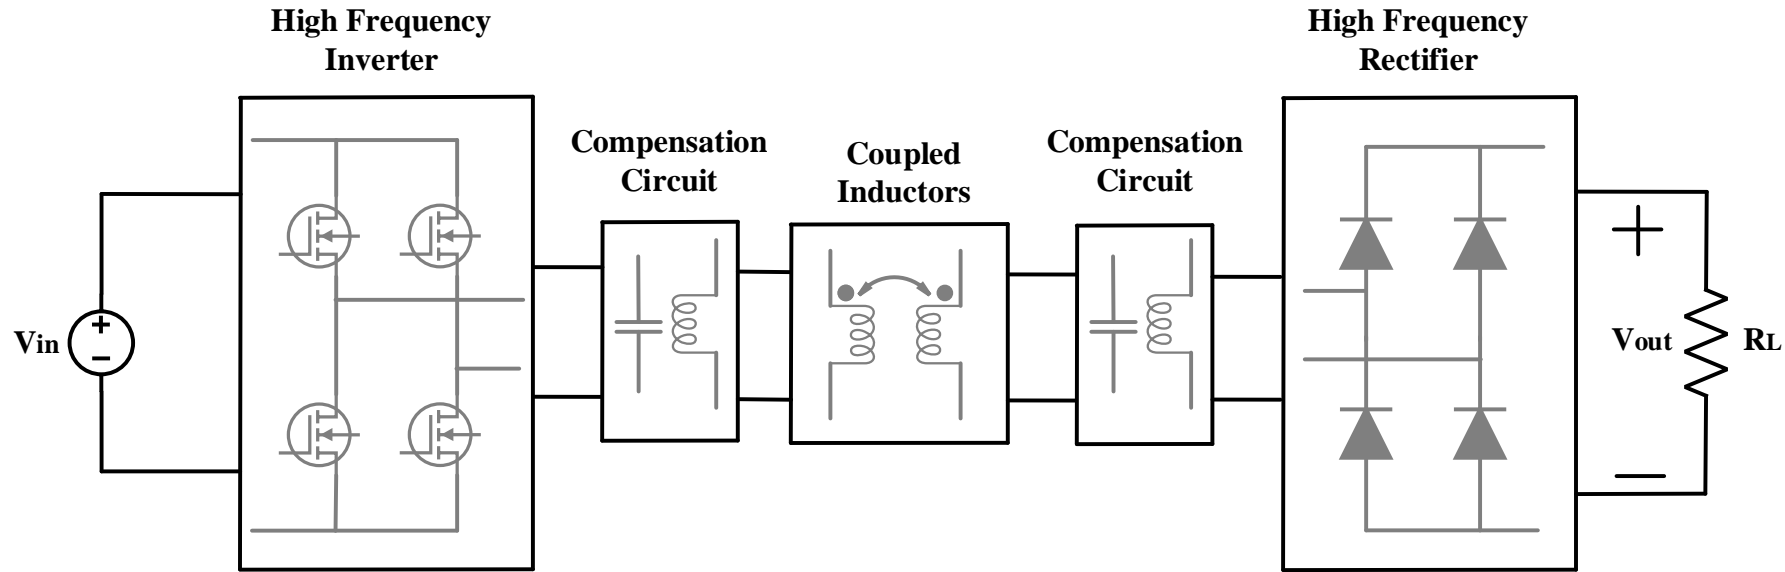 High Frequency
Inverter
High Frequency
Rectifier
Compensation
Circuit
Coupled
Inductors
Compensation
Circuit
Vin
+
−
+
Vout
−
RL